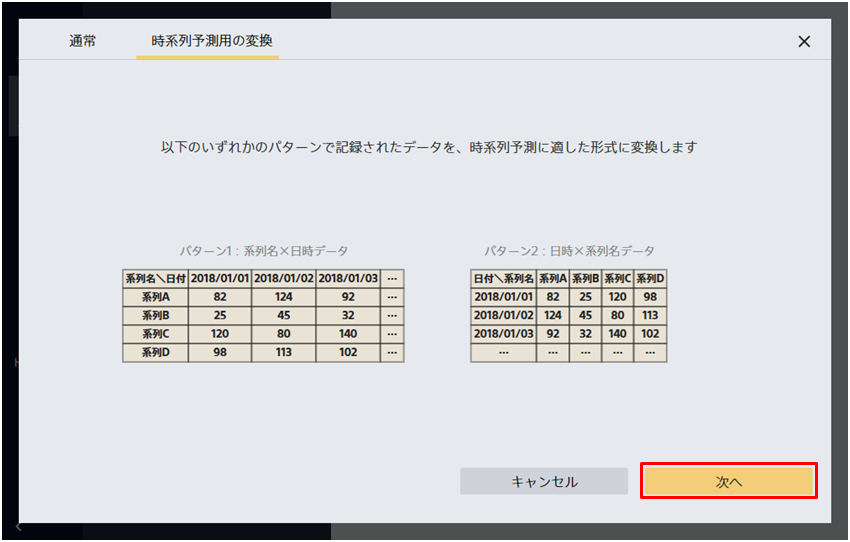 通常 時系列予測用の変換
以下のいずれかのパターンで記録されたデータを、時系列予測に適した形式に変換します
パターン1：系列名×日時データ
系列名＼日付 2018/01/01 2018/01/02 2018/01/03 …
系列A 82 124 92 …
系列B 25 45 32 …
系列C 120 80 140 …
系列D 98 113 102 …
パターン2：日時×系列名データ
日付＼系列名 系列A 系列B 系列C 系列D
2018/01/01 82 25 120 98
2018/01/02 124 45 80 113
2018/01/03 92 32 140 102
… … … … …
キャンセル 次へ